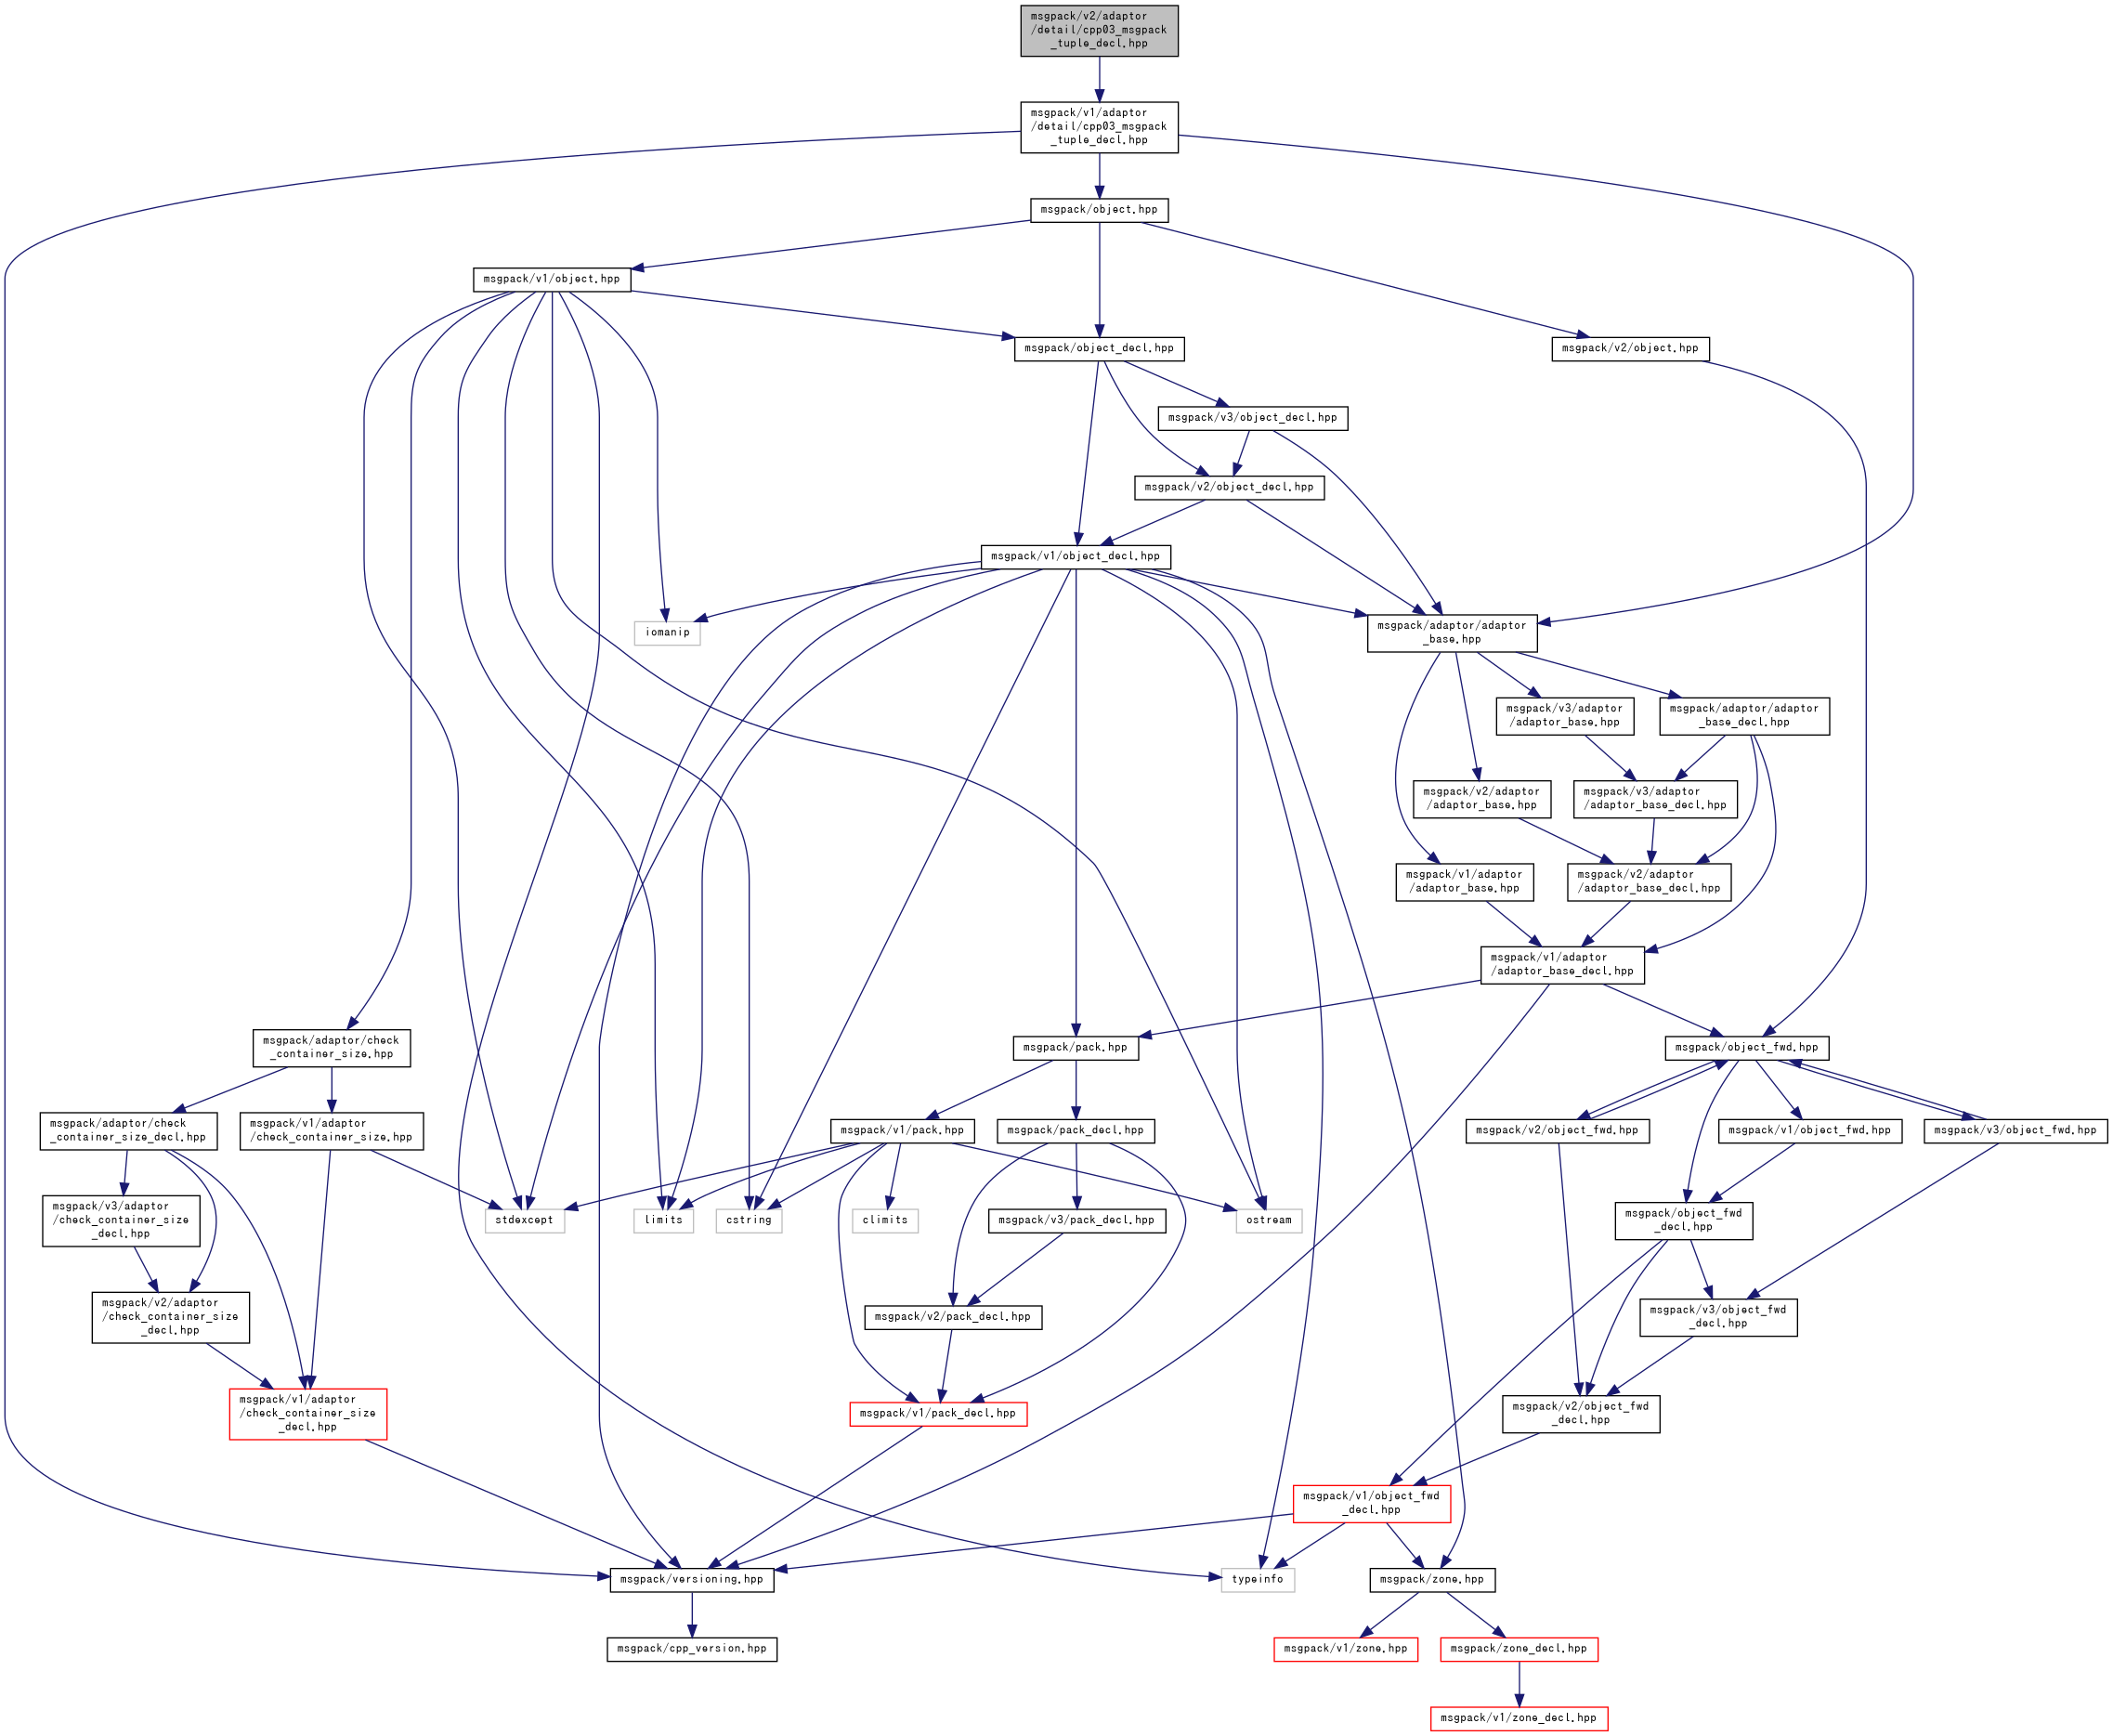 msgpack/v2/adaptor
/detail/cpp03_msgpack
_tuple_decl.hpp
msgpack/v1/adaptor
/detail/cpp03_msgpack
_tuple_decl.hpp
msgpack/object.hpp
msgpack/v1/object.hpp
msgpack/object_decl.hpp
msgpack/v2/object.hpp
msgpack/v3/object_decl.hpp
msgpack/v2/object_decl.hpp
msgpack/v1/object_decl.hpp
iomanip
msgpack/adaptor/adaptor
_base.hpp
msgpack/v3/adaptor
/adaptor_base.hpp
msgpack/adaptor/adaptor
_base_decl.hpp
msgpack/v2/adaptor
/adaptor_base.hpp
msgpack/v3/adaptor
/adaptor_base_decl.hpp
msgpack/v1/adaptor
/adaptor_base.hpp
msgpack/v2/adaptor
/adaptor_base_decl.hpp
msgpack/v1/adaptor
/adaptor_base_decl.hpp
msgpack/adaptor/check
_container_size.hpp
msgpack/pack.hpp
msgpack/object_fwd.hpp
msgpack/adaptor/check
_container_size_decl.hpp
msgpack/v1/adaptor
/check_container_size.hpp
msgpack/v1/pack.hpp
msgpack/pack_decl.hpp
msgpack/v2/object_fwd.hpp
msgpack/v1/object_fwd.hpp
msgpack/v3/object_fwd.hpp
msgpack/v3/adaptor
/check_container_size
_decl.hpp
stdexcept
limits
cstring
climits
msgpack/v3/pack_decl.hpp
ostream
msgpack/object_fwd
_decl.hpp
msgpack/v2/adaptor
/check_container_size
_decl.hpp
msgpack/v2/pack_decl.hpp
msgpack/v3/object_fwd
_decl.hpp
msgpack/v1/adaptor
/check_container_size
_decl.hpp
msgpack/v1/pack_decl.hpp
msgpack/v2/object_fwd
_decl.hpp
msgpack/v1/object_fwd
_decl.hpp
msgpack/versioning.hpp
typeinfo
msgpack/zone.hpp
msgpack/cpp_version.hpp
msgpack/v1/zone.hpp
msgpack/zone_decl.hpp
msgpack/v1/zone_decl.hpp